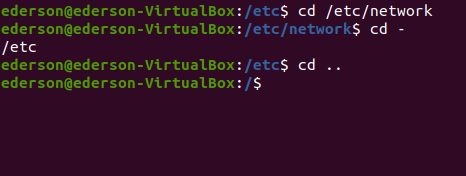 ederson@ederson-VirtualBox:/etc$ cd /etc/network
ederson@ederson-VirtualBox:/etc/network$ cd -
/etc
ederson@ederson-VirtualBox:/etc$ cd ..
ederson@ederson-VirtualBox:/$